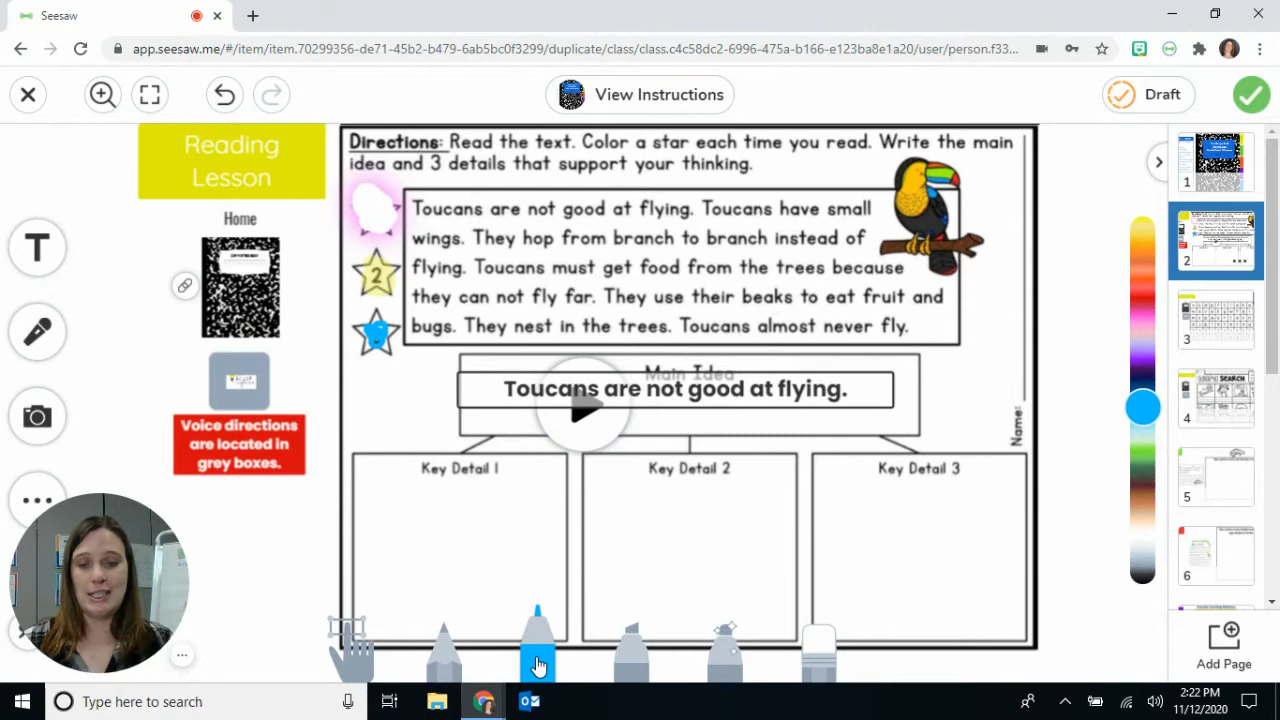 Seesaw
app.seesaw.me/#/item/item.70299356-de71-45b2-b479-6ab5bc0f3299/duplicate/class/class.c4c58dc2-6996-475a-b166-e123ba8e1a20/user/person.f33...
View Instructions
Draft
Reading
Lesson
Home
Voice directions
are located in
grey boxes.
Directions: Read the text. Color a star each time you read. Write the main
idea and 3 details that support your thinking.
Toucans are not good at flying. Toucans have small
wings. They hop from branch to branch instead of
flying. Toucans must get food from the trees because
they can not fly far. They use their beaks to eat fruit and
bugs. They nest in the trees. Toucans almost never fly.
2
Main Idea
Toucans are not good at flying.
Key Detail 1
Key Detail 2
Key Detail 3
Name:
T
1
2
3
4
5
6
Add Page
Type here to search
2:22 PM
11/12/2020